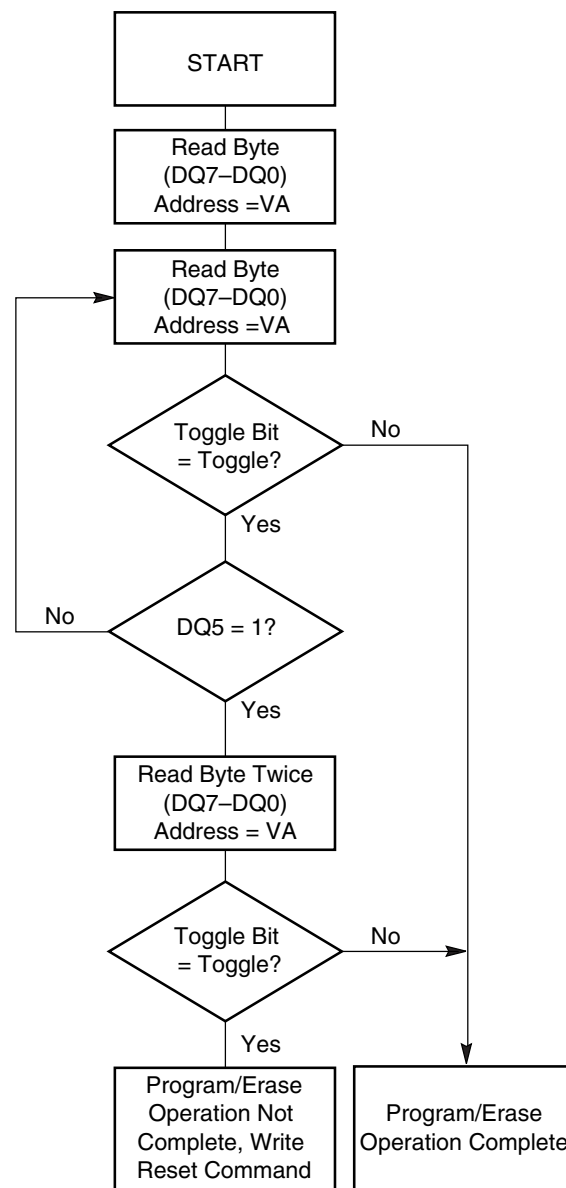 START
Read Byte
(DQ7–DQ0)
Address =VA
Read Byte
(DQ7–DQ0)
Address =VA
Toggle Bit
= Toggle?
No
Yes
No
DQ5 = 1?
Yes
Read Byte Twice
(DQ7–DQ0)
Address = VA
Toggle Bit
= Toggle?
No
Yes
Program/Erase
Operation Not
Complete, Write
Reset Command
Program/Erase
Operation Complete